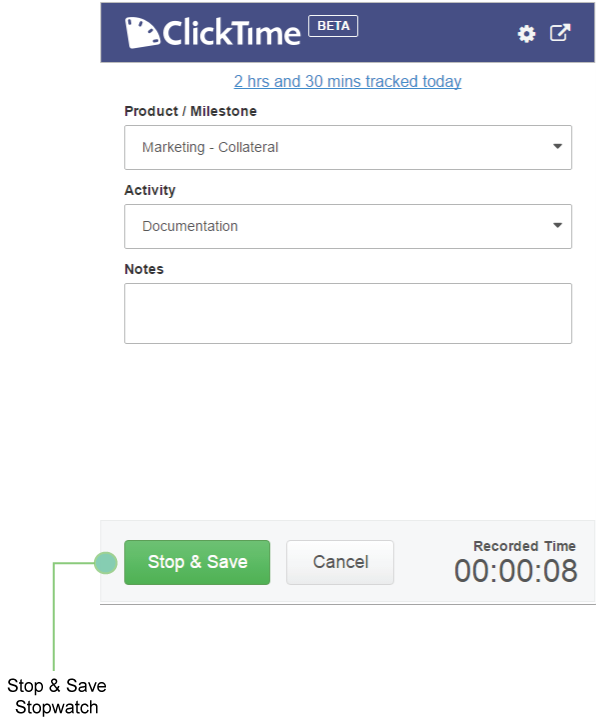 ClickTime BETA
2 hrs and 30 mins tracked today
Product / Milestone
Marketing - Collateral
Activity
Documentation
Notes
Stop & Save
Cancel
Recorded Time
00:00:08
Stop & Save
Stopwatch